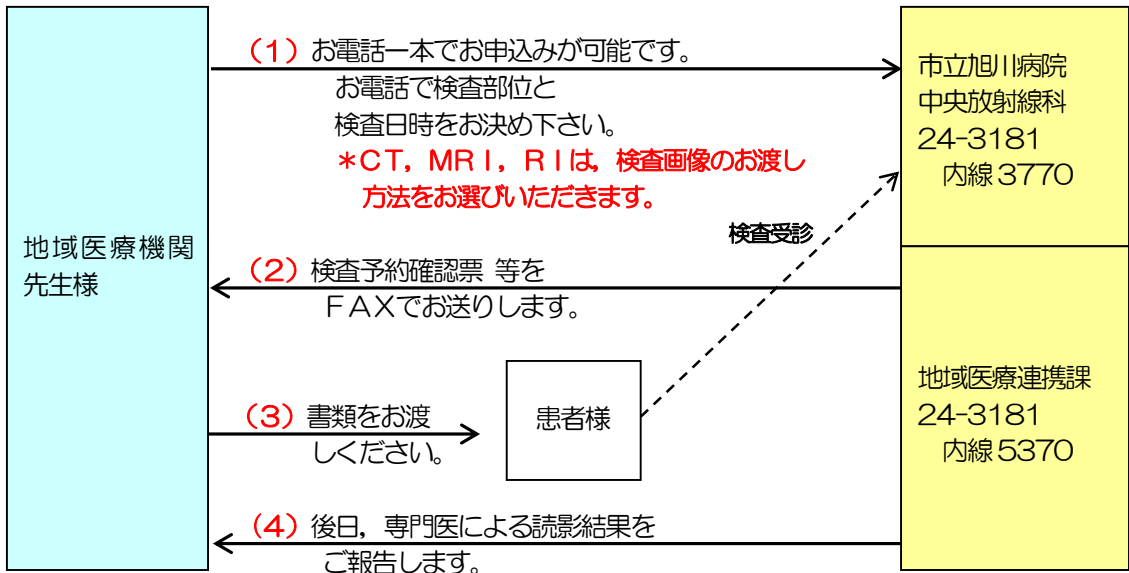 地域医療機関
先生様
（１）お電話一本でお申込みが可能です。
お電話で検査部位と
検査日時をお決め下さい。
＊ＣＴ，ＭＲＩ，ＲＩは，検査画像のお渡し
方法をお選びいただきます。
市立旭川病院
中央放射線科
24-3181
内線3770
検査受診
（２）検査予約確認票 等を
ＦＡＸでお送りします。
（３）書類をお渡
しください。
患者様
地域医療連携課
24-3181
内線5370
（４）後日，専門医による読影結果を
ご報告します。